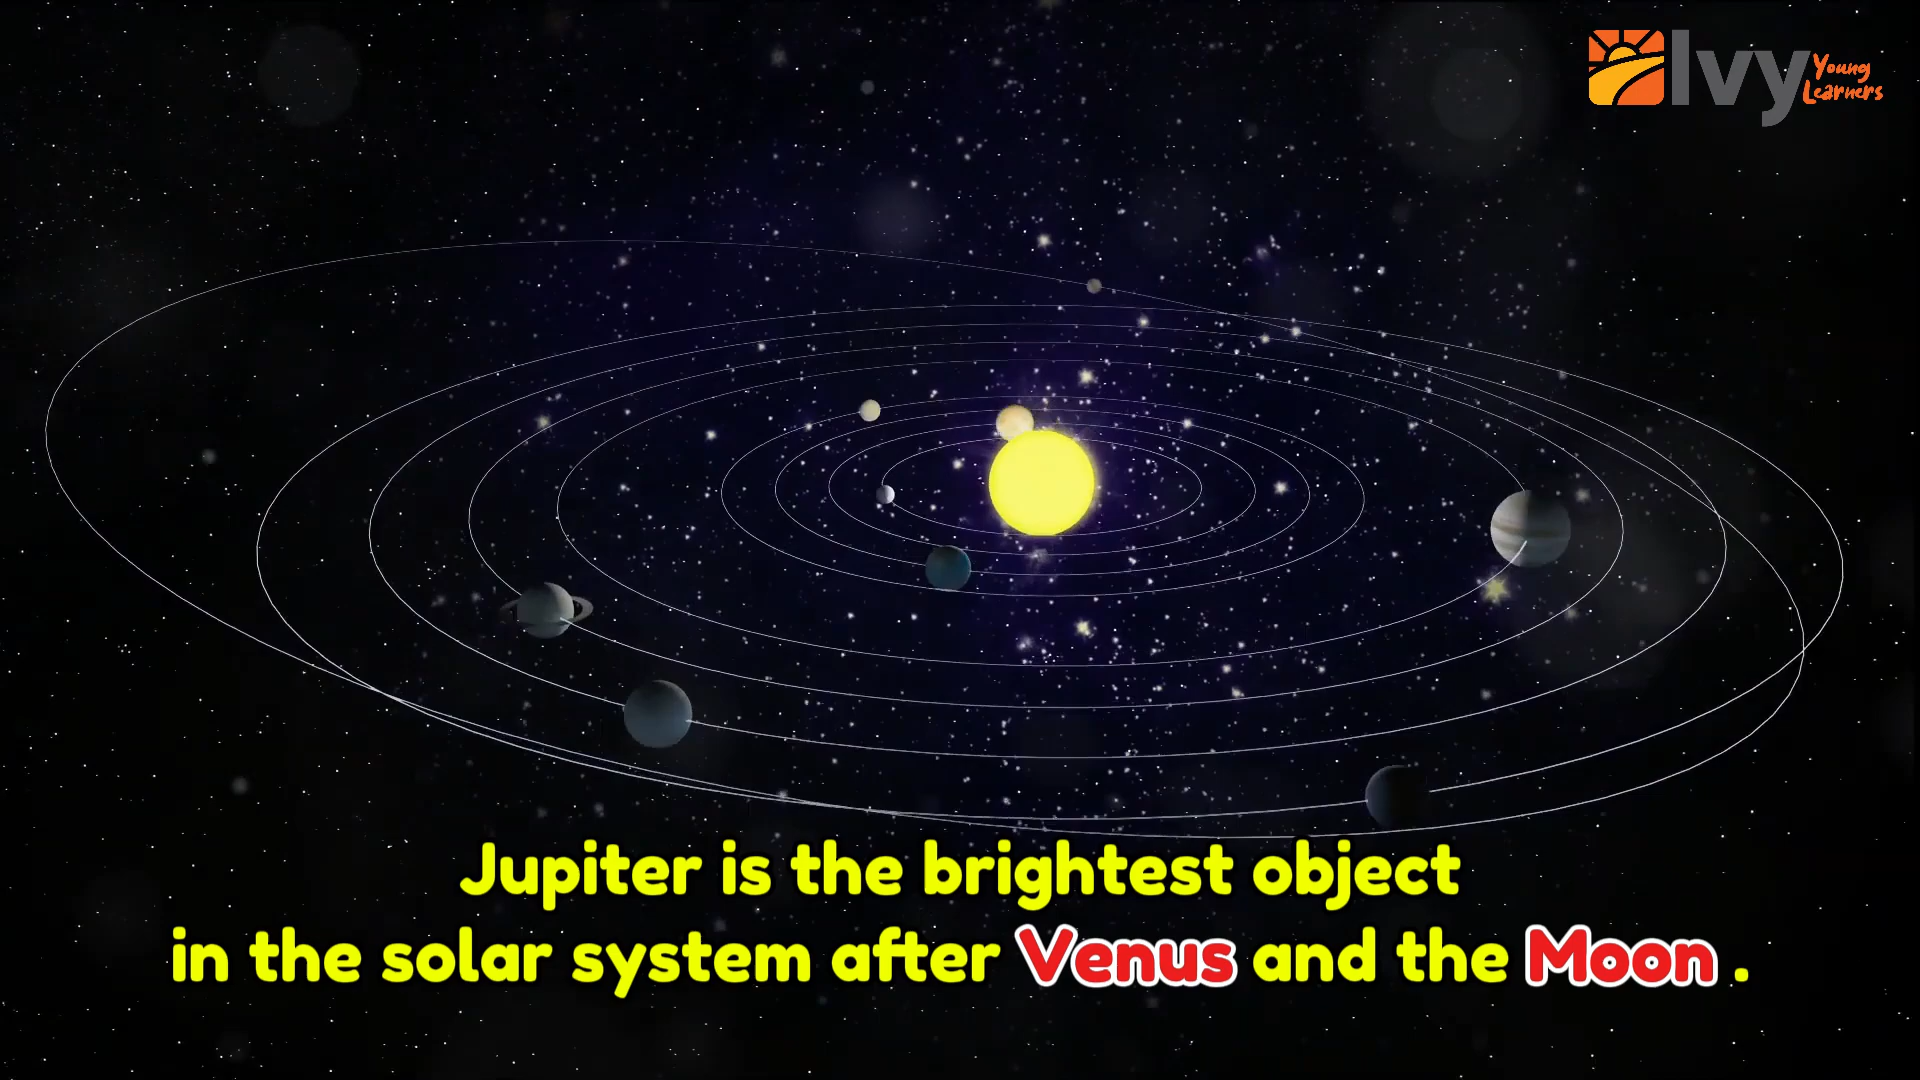 Ivy Young Learners
Jupiter is the brightest object
in the solar system after Venus and the Moon .